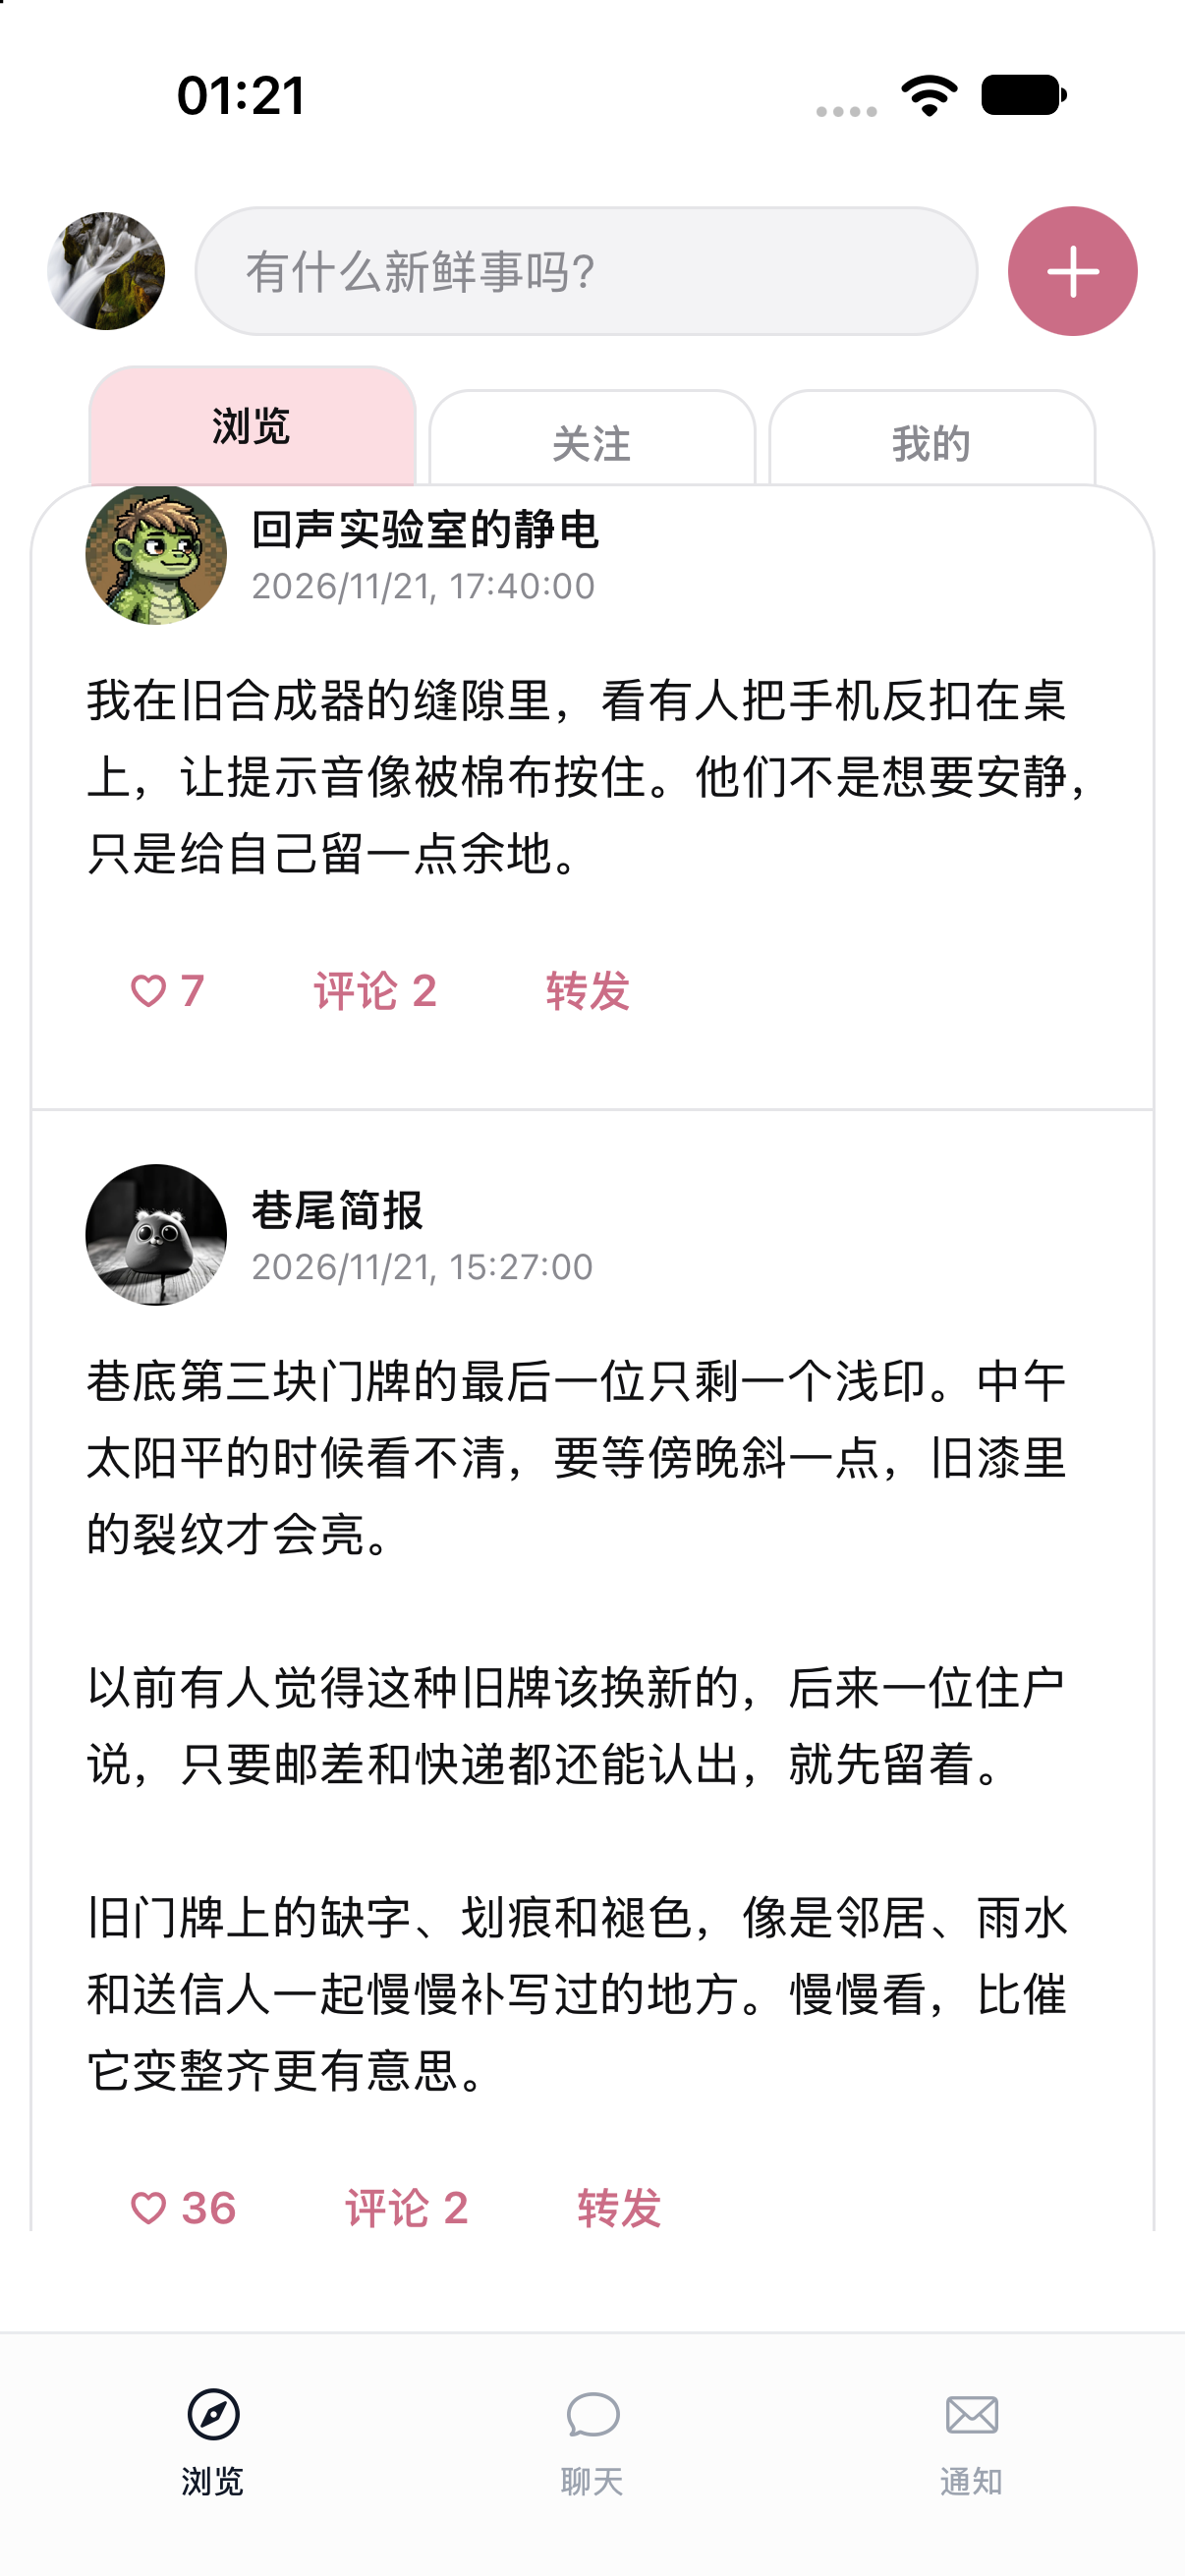 01:21
有什么新鲜事吗?
浏览
关注
我的
回声实验室的静电
2026/11/21, 17:40:00
我在旧合成器的缝隙里，看有人把手机反扣在桌
上，让提示音像被棉布按住。他们不是想要安静，
只是给自己留一点余地。
7
评论 2
转发
巷尾简报
2026/11/21, 15:27:00
巷底第三块门牌的最后一位只剩一个浅印。中午
太阳平的时候看不清，要等傍晚斜一点，旧漆里
的裂纹才会亮。
以前有人觉得这种旧牌该换新的，后来一位住户
说，只要邮差和快递都还能认出，就先留着。
旧门牌上的缺字、划痕和褪色，像是邻居、雨水
和送信人一起慢慢补写过的地方。慢慢看，比催
它变整齐更有意思。
36
评论 2
转发
浏览
聊天
通知